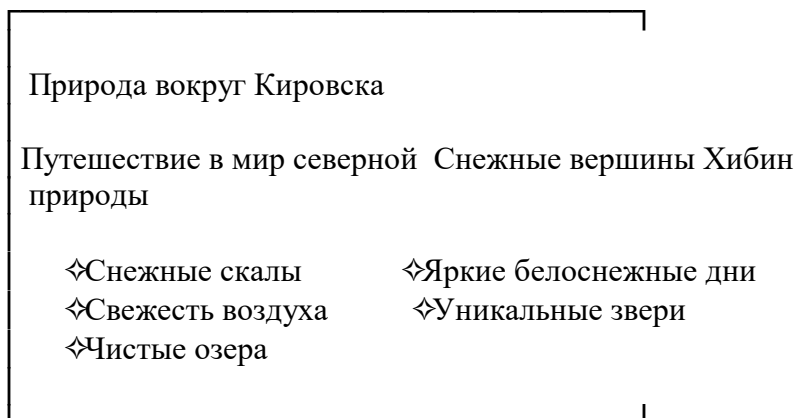 Природа вокруг Кировска
Путешествие в мир северной Снежные вершины Хибин
природы
✧Снежные скалы ✧Яркие белоснежные дни
✧Свежесть воздуха ✧Уникальные звери
✧Чистые озера